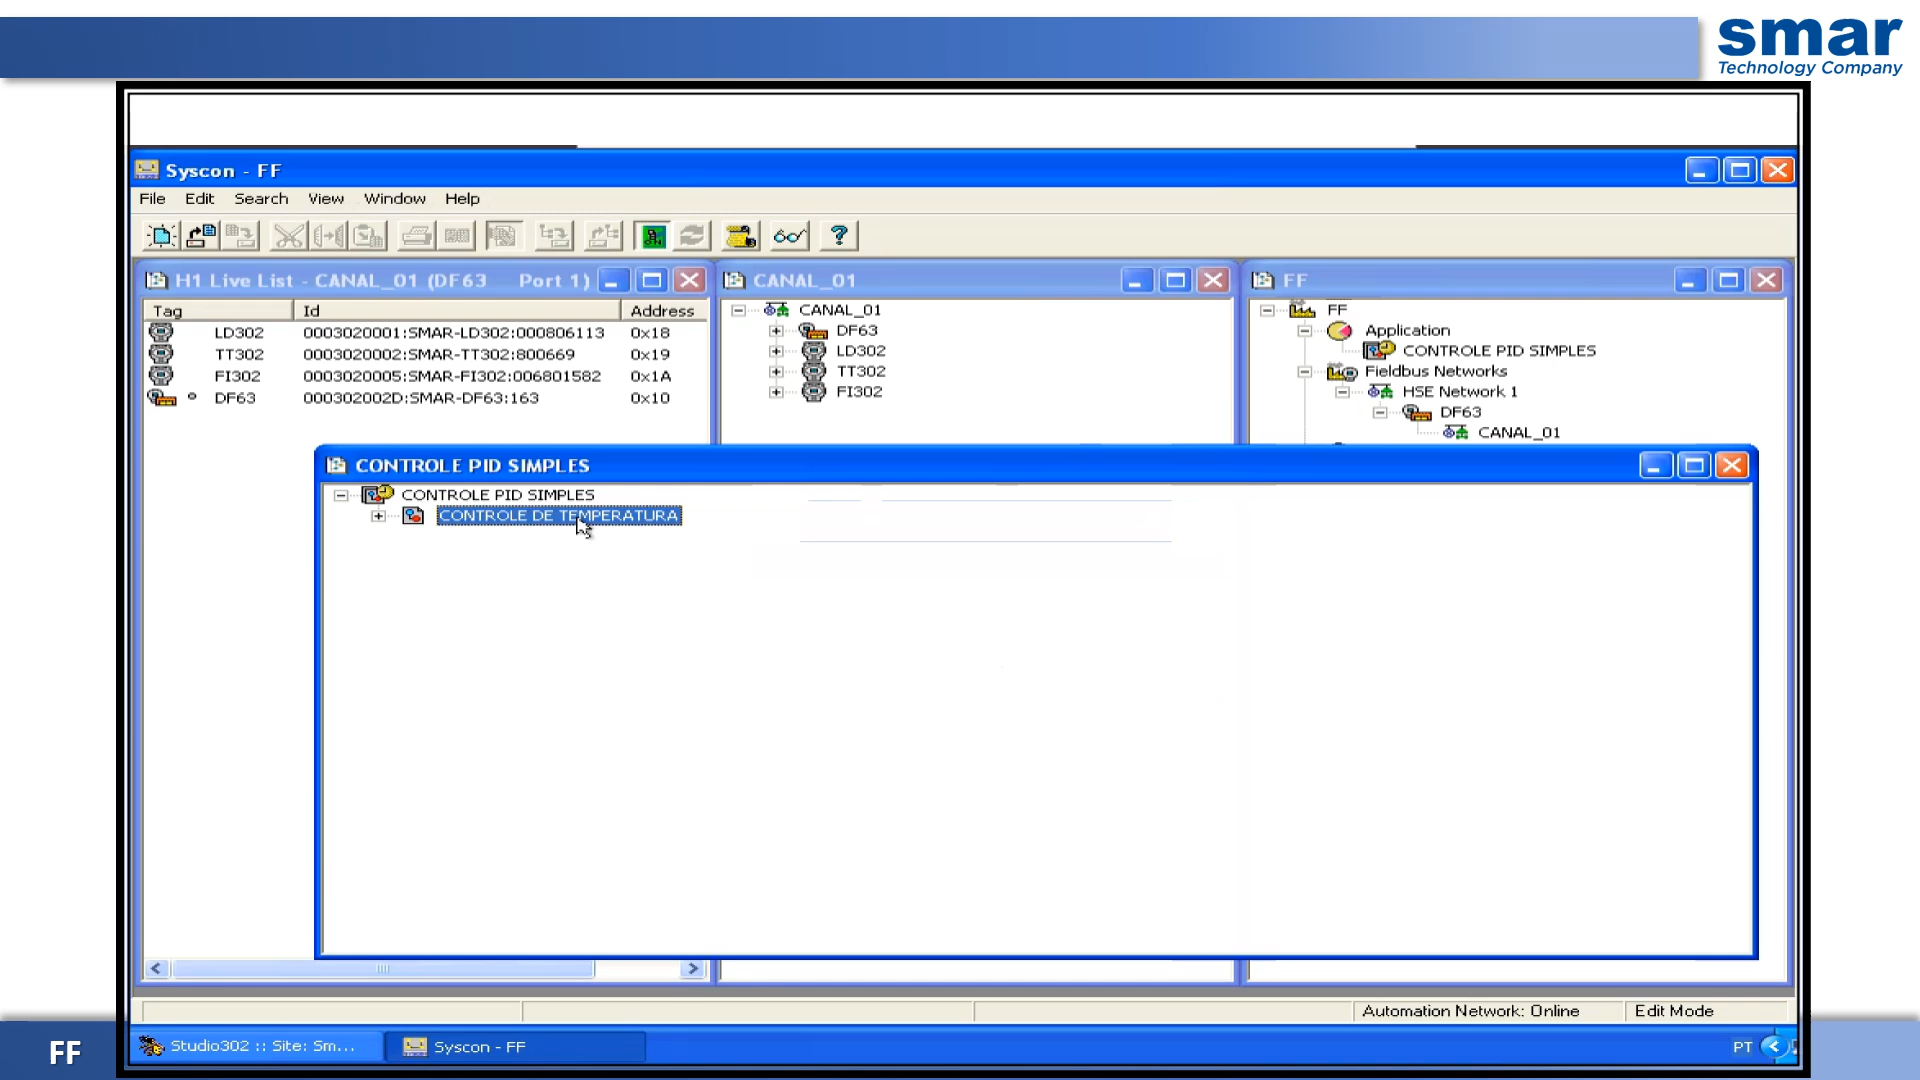 smar
Technology Company
Syscon - FF
File Edit Search View Window Help
H1 Live List - CANAL_01 (DF63 Port 1)
Tag Id Address
LD302 0003020001:SMAR-LD302:000806113 0x18
TT302 0003020002:SMAR-TT302:800669 0x19
FI302 0003020005:SMAR-FI302:006801582 0x1A
DF63 000302002D:SMAR-DF63:163 0x10
CANAL_01
CANAL_01
DF63
LD302
TT302
FI302
FF
FF
Application
CONTROLE PID SIMPLES
Fieldbus Networks
HSE Network 1
DF63
CANAL_01
CONTROLE PID SIMPLES
CONTROLE PID SIMPLES
CONTROLE DE TEMPERATURA
Automation Network: Online Edit Mode
Studio302 :: Site: Sm... Syscon - FF PT
FF